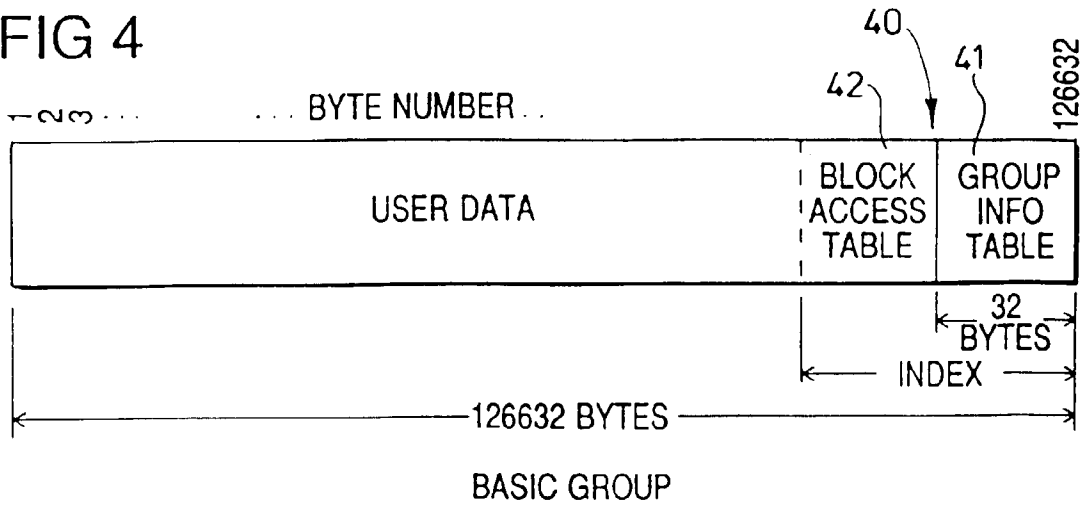 FIG 4
40
41
42
126632
1 2 3 ... ... BYTE NUMBER ..
USER DATA
BLOCK
ACCESS
TABLE
GROUP
INFO
TABLE
32
BYTES
INDEX
126632 BYTES
BASIC GROUP